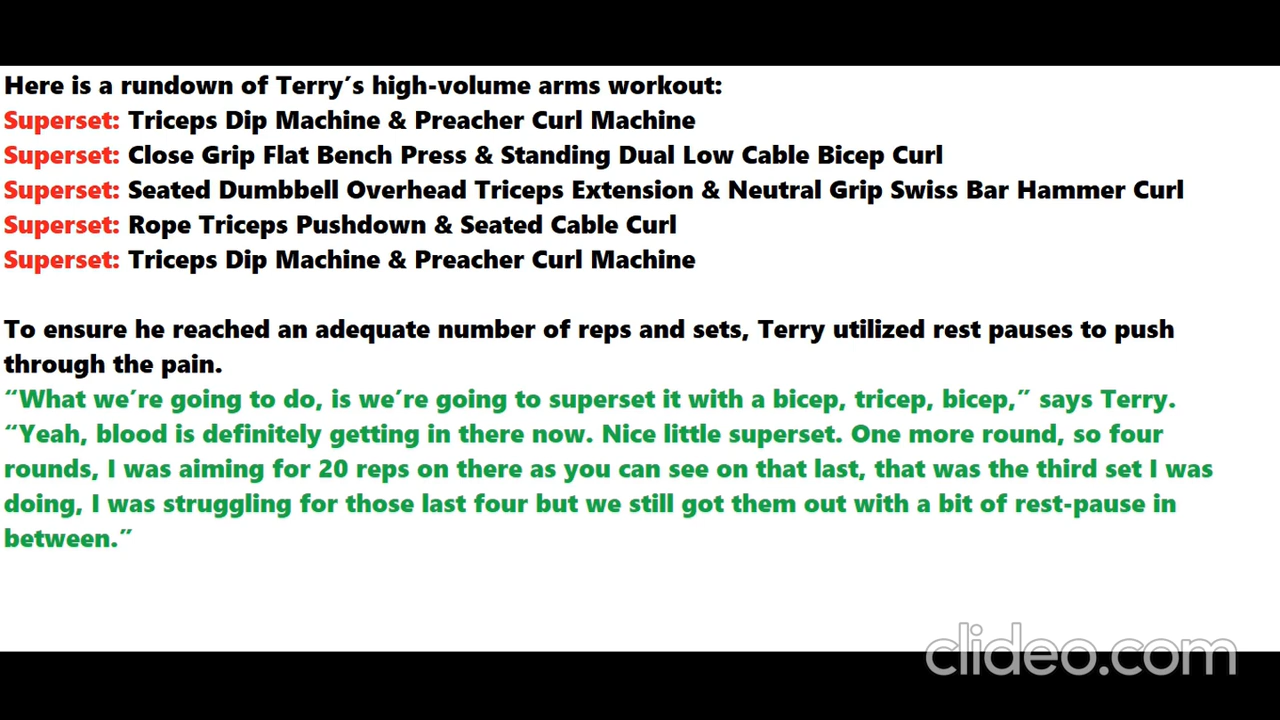 Here is a rundown of Terry´s high-volume arms workout:
Superset: Triceps Dip Machine & Preacher Curl Machine
Superset: Close Grip Flat Bench Press & Standing Dual Low Cable Bicep Curl
Superset: Seated Dumbbell Overhead Triceps Extension & Neutral Grip Swiss Bar Hammer Curl
Superset: Rope Triceps Pushdown & Seated Cable Curl
Superset: Triceps Dip Machine & Preacher Curl Machine
To ensure he reached an adequate number of reps and sets, Terry utilized rest pauses to push
through the pain.
“What we´re going to do, is we´re going to superset it with a bicep, tricep, bicep,” says Terry.
“Yeah, blood is definitely getting in there now. Nice little superset. One more round, so four
rounds, I was aiming for 20 reps on there as you can see on that last, that was the third set I was
doing, I was struggling for those last four but we still got them out with a bit of rest-pause in
between.”
clideo.com